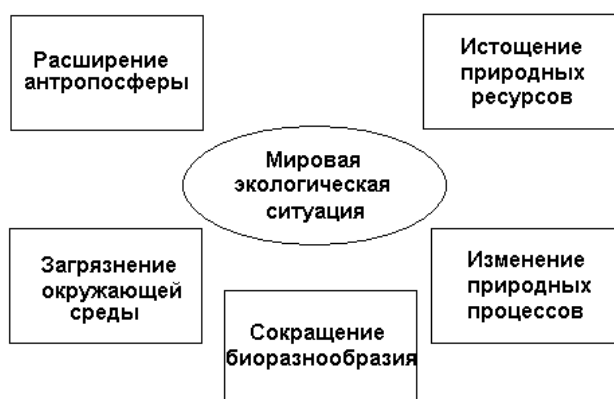 Расширение
антропосферы
Истощение
природных
ресурсов
Мировая
экологическая
ситуация
Загрязнение
окружающей
среды
Сокращение
биоразнообразия
Изменение
природных
процессов